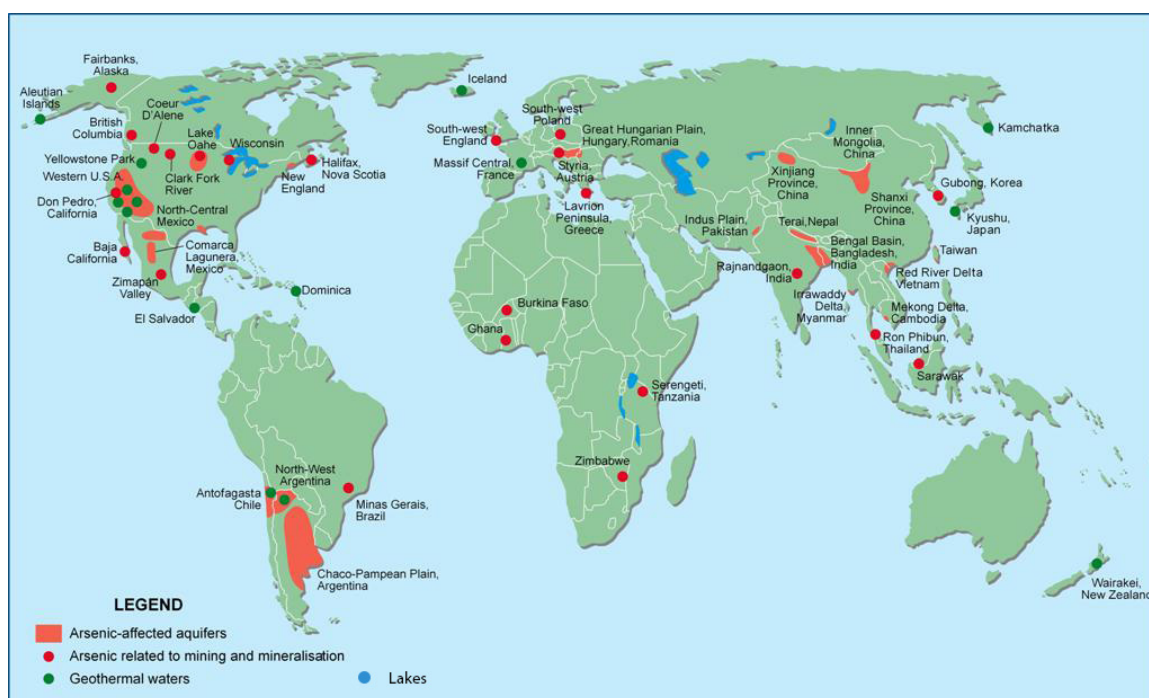 Fairbanks,
Alaska
Aleutian
Islands
Coeur
D'Alene
British
Columbia
Lake
Oahe
Wisconsin
Yellowstone Park
Western U.S.A.
Clark Fork
River
New
England
Halifax,
Nova Scotia
Don Pedro,
California
North-Central
Mexico
Baja
California
Comarca
Lagunera,
Mexico
Zimapán
Valley
El Salvador
Dominica
Iceland
South-west
Poland
South-west
England
Great Hungarian Plain,
Hungary,Romania
Massif Central,
France
Styria,
Austria
Lavrion
Peninsula,
Greece
Inner
Mongolia,
China
Kamchatka
Xinjiang
Province,
China
Gubong, Korea
Shanxi
Province,
China
Kyushu,
Japan
Indus Plain,
Pakistan
Terai,Nepal
Bengal Basin,
Bangladesh,
India
Taiwan
Rajnandgaon,
India
Red River Delta
Vietnam
Irrawaddy
Delta,
Myanmar
Mekong Delta,
Cambodia
Ron Phibun,
Thailand
Sarawak
Burkina Faso
Ghana
Serengeti,
Tanzania
Zimbabwe
North-West
Argentina
Antofagasta
Chile
Minas Gerais,
Brazil
Chaco-Pampean Plain,
Argentina
Wairakei,
New Zealand
LEGEND
Arsenic-affected aquifers
Arsenic related to mining and mineralisation
Geothermal waters
Lakes